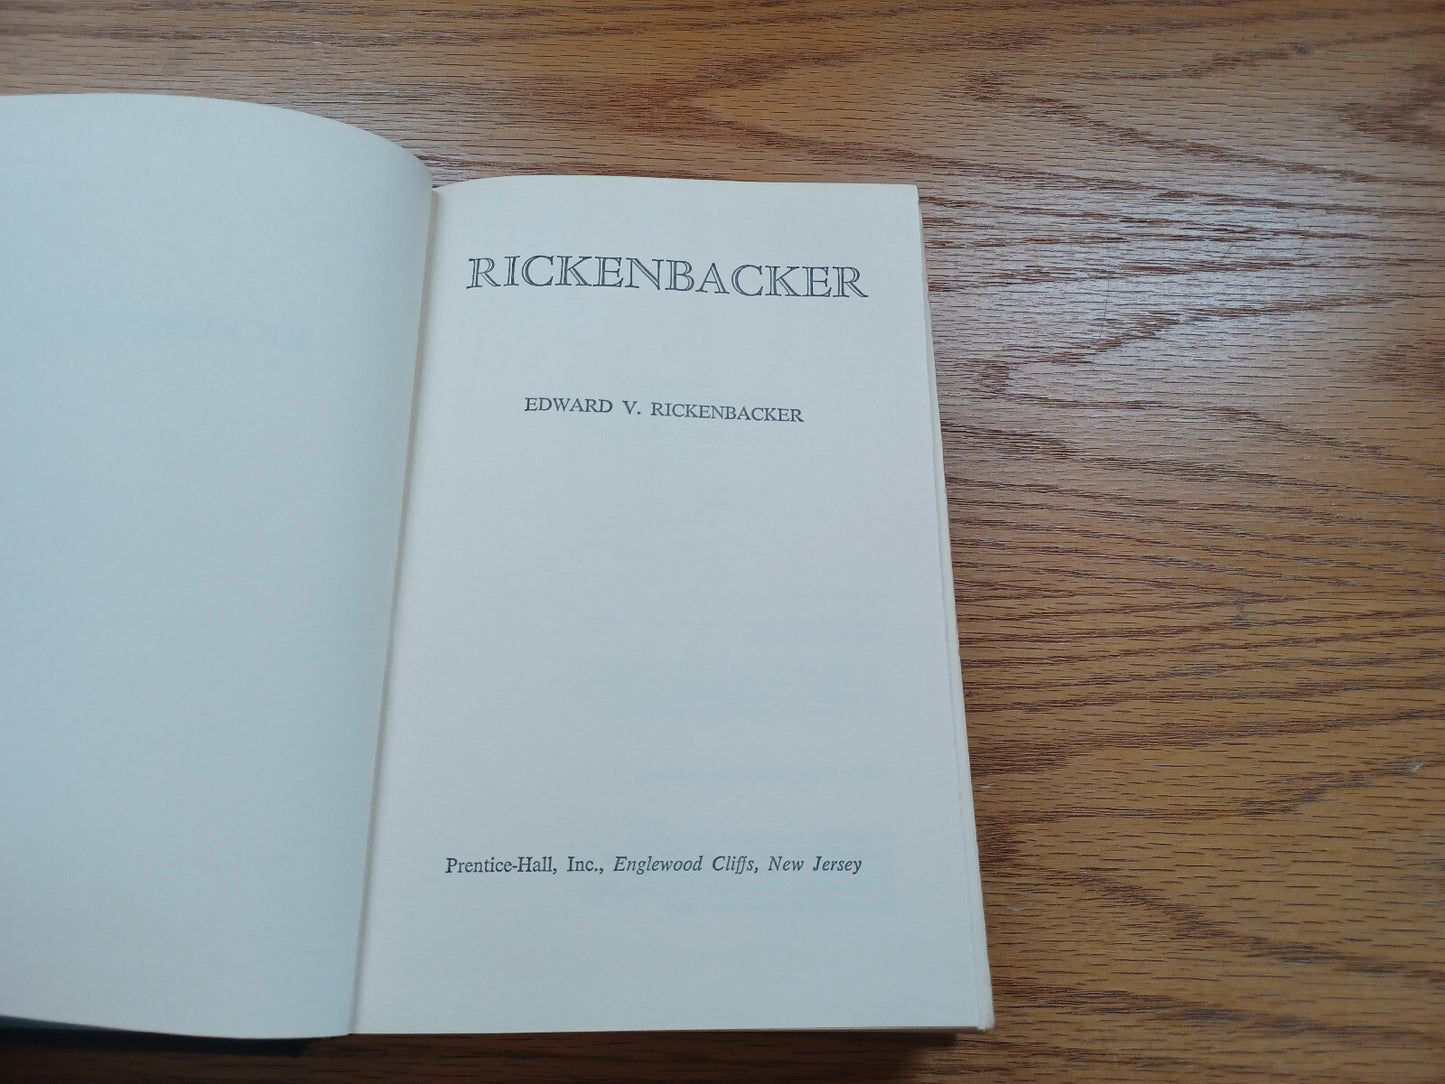 RICKENBACKER
EDWARD V. RICKENBACKER
Prentice-Hall, Inc., Englewood Cliffs, New Jersey